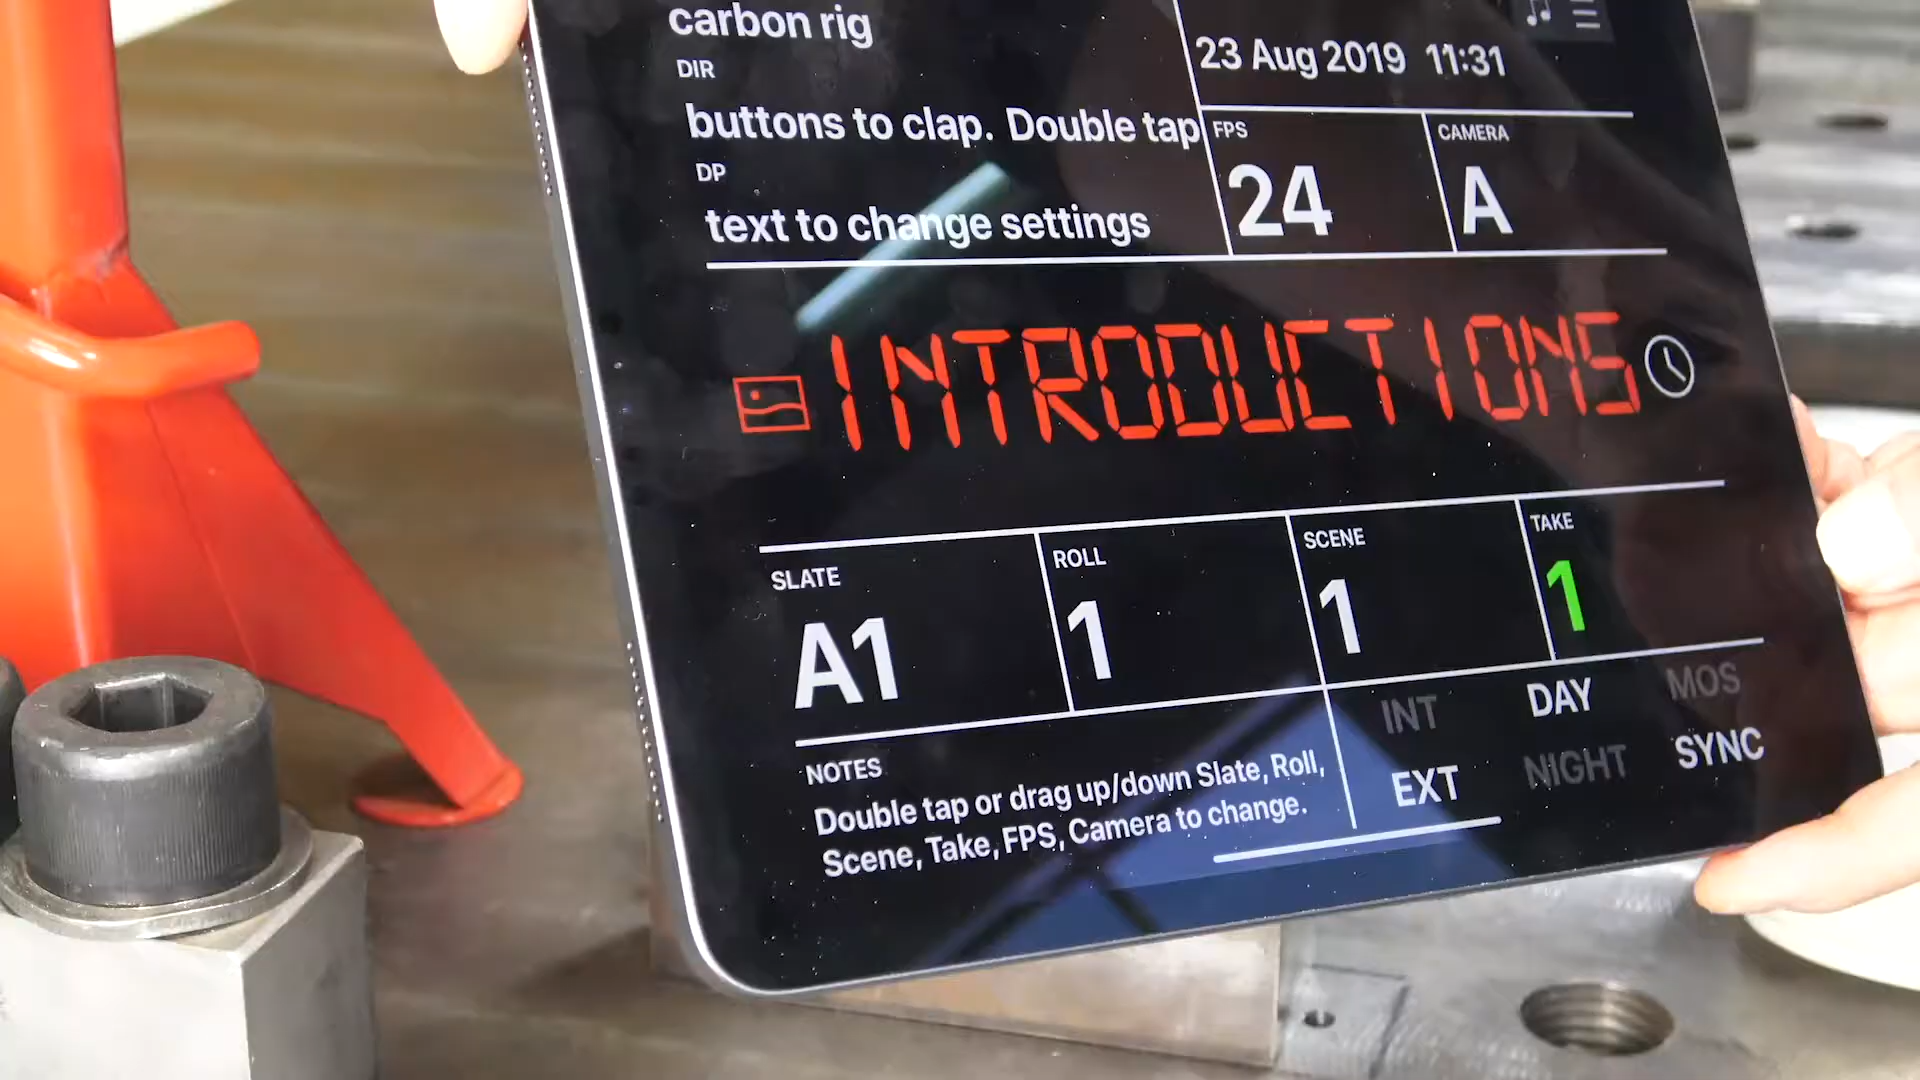 carbon rig
23 Aug 2019 11:31
DIR
buttons to clap. Double tap
DP
text to change settings
FPS
24
CAMERA
A
INTRODUCTIONS
SLATE
A1
ROLL
1
SCENE
1
TAKE
1
NOTES
Double tap or drag up/down Slate, Roll,
Scene, Take, FPS, Camera to change.
INT DAY MOS
EXT NIGHT SYNC